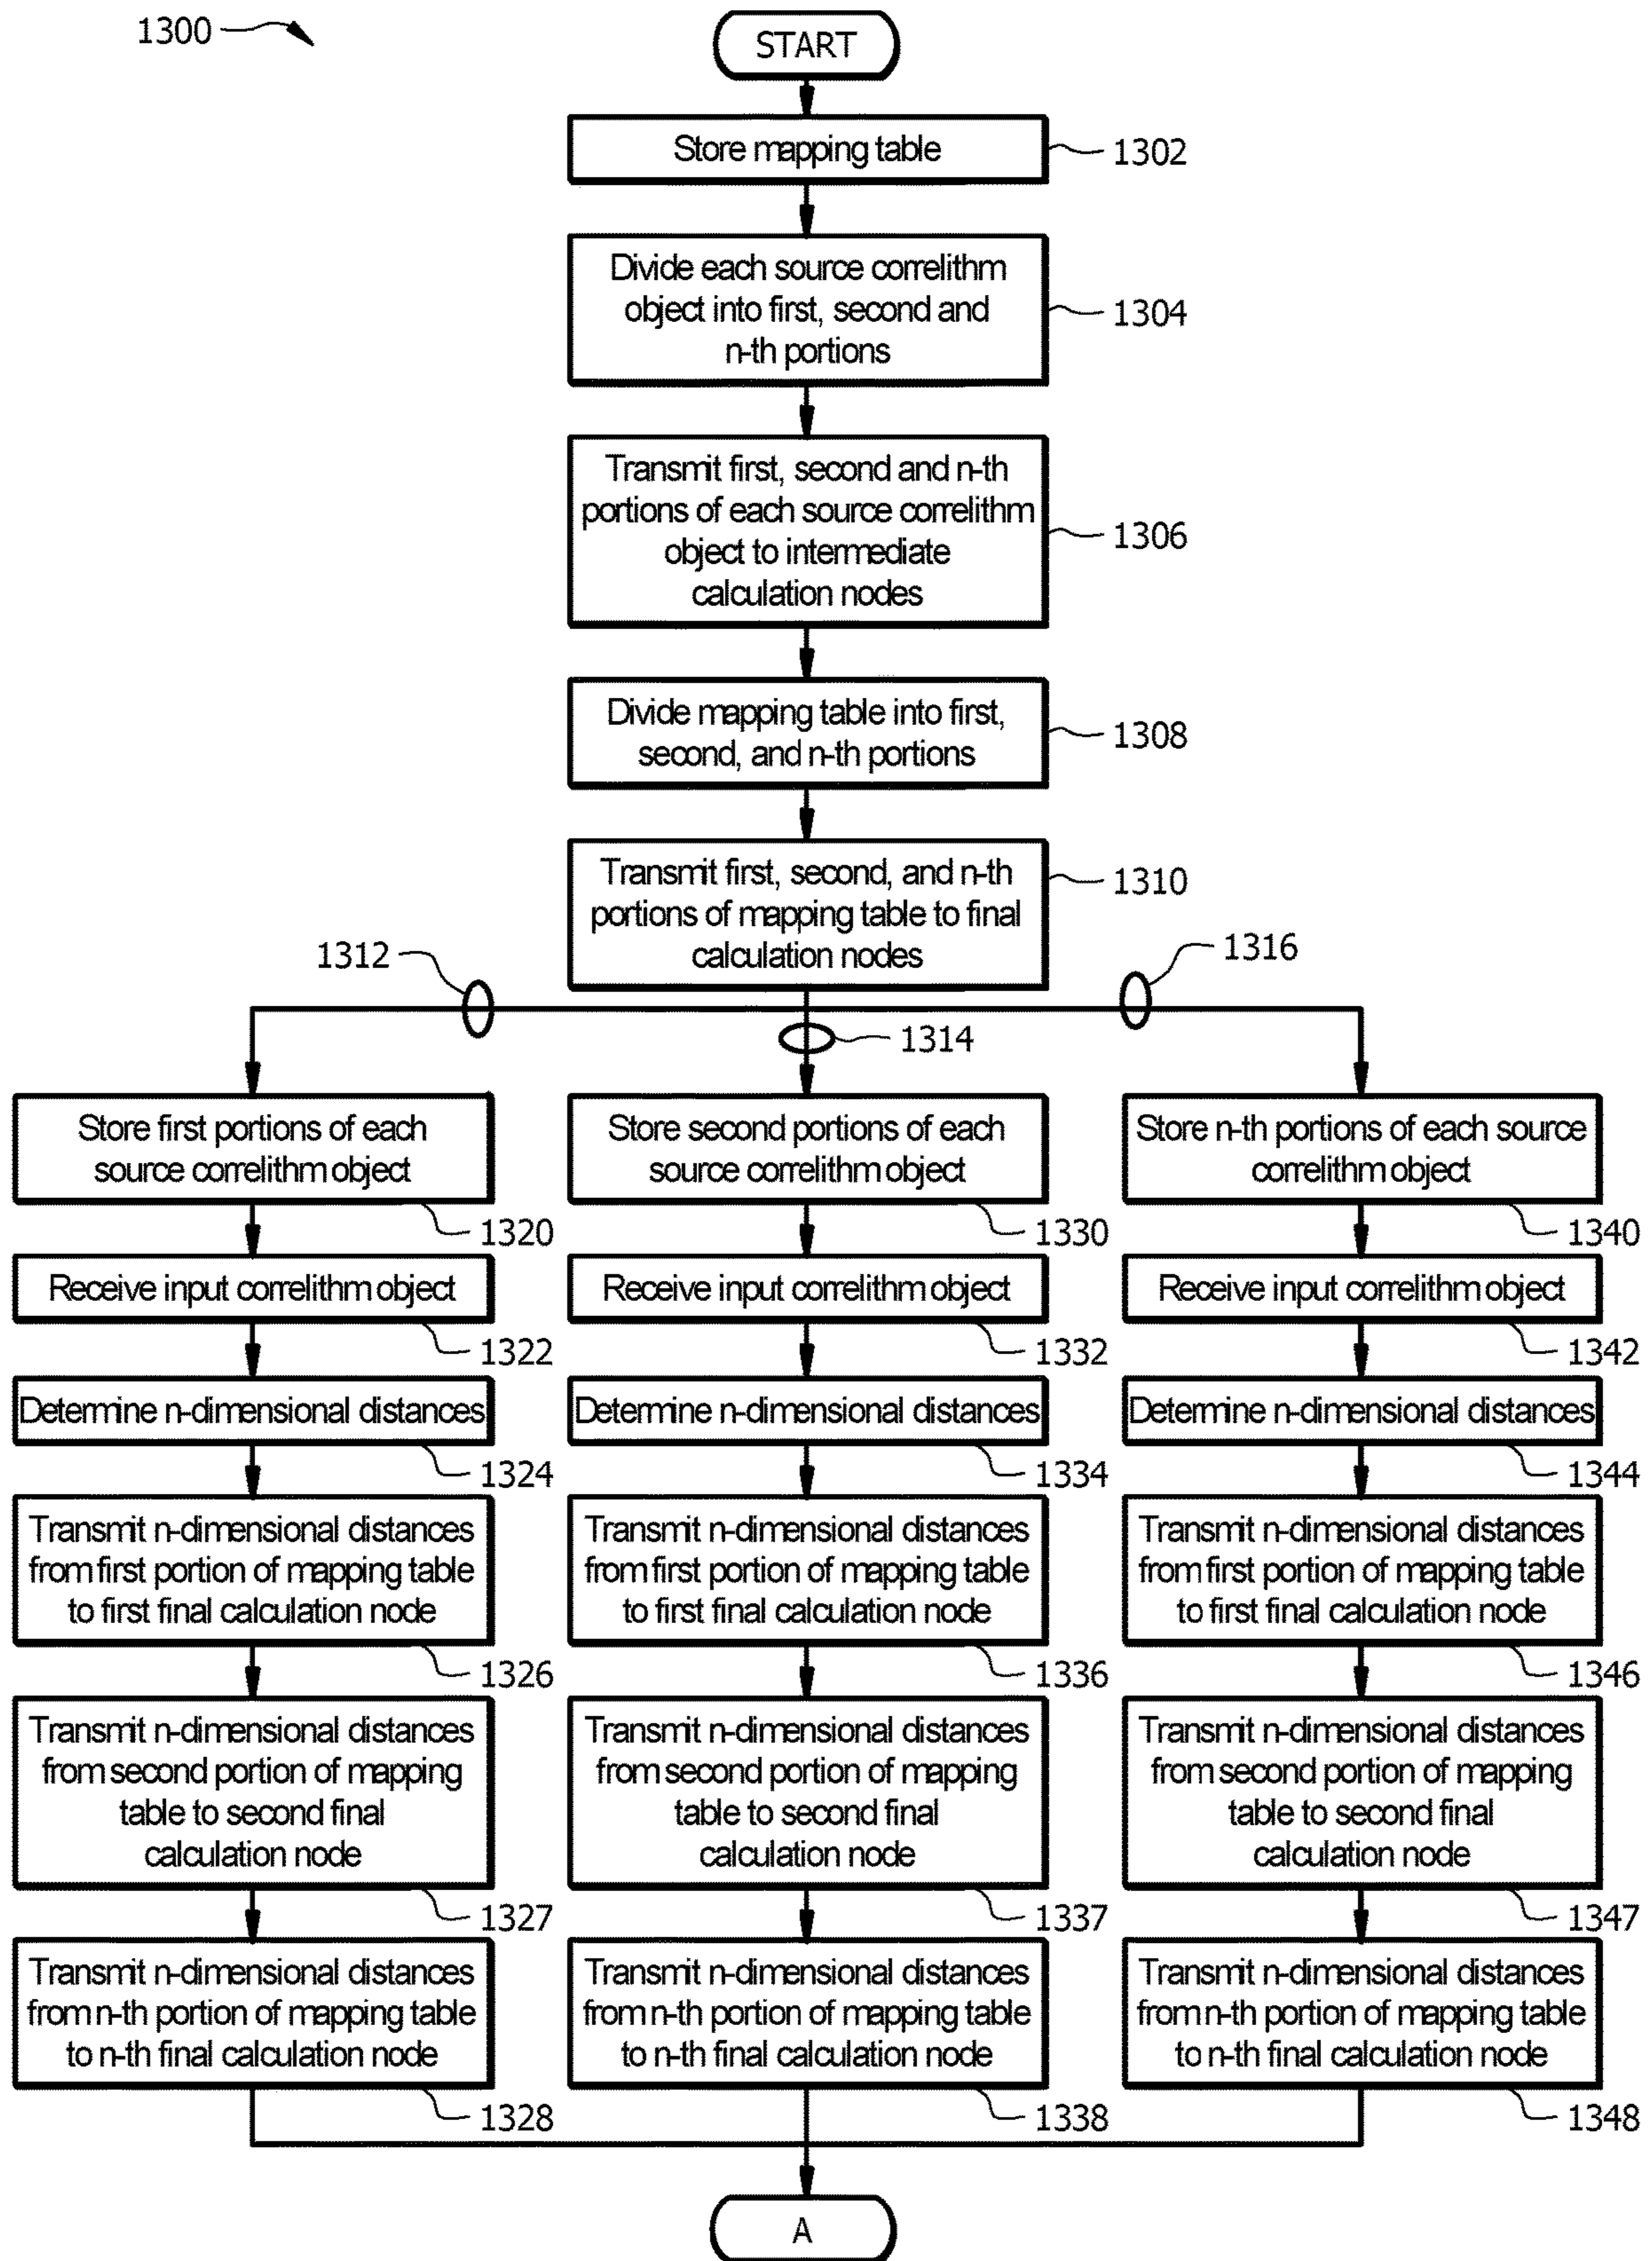 1300
START
Store mapping table
1302
Divide each source correlithm
object into first, second and
n-th portions
1304
Transmit first, second and n-th
portions of each source correlithm
object to intermediate
calculation nodes
1306
Divide mapping table into first,
second, and n-th portions
1308
Transmit first, second, and n-th
portions of mapping table to final
calculation nodes
1310
1312
1314
1316
Store first portions of each
source correlithm object
1320
Receive input correlithm object
1322
Determine n-dimensional distances
1324
Transmit n-dimensional distances
from first portion of mapping table
to first final calculation node
1326
Transmit n-dimensional distances
from second portion of mapping
table to second final
calculation node
1327
Transmit n-dimensional distances
from n-th portion of mapping table
to n-th final calculation node
1328
Store second portions of each
source correlithm object
1330
Receive input correlithm object
1332
Determine n-dimensional distances
1334
Transmit n-dimensional distances
from first portion of mapping table
to first final calculation node
1336
Transmit n-dimensional distances
from second portion of mapping
table to second final
calculation node
1337
Transmit n-dimensional distances
from n-th portion of mapping table
to n-th final calculation node
1338
Store n-th portions of each source
correlithm object
1340
Receive input correlithm object
1342
Determine n-dimensional distances
1344
Transmit n-dimensional distances
from first portion of mapping table
to first final calculation node
1346
Transmit n-dimensional distances
from second portion of mapping
table to second final
calculation node
1347
Transmit n-dimensional distances
from n-th portion of mapping table
to n-th final calculation node
1348
A